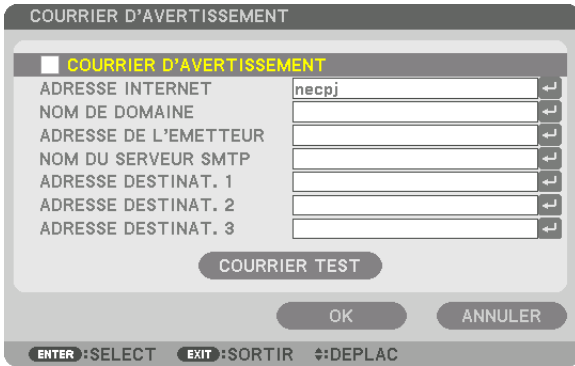 COURRIER D'AVERTISSEMENT
COURRIER D'AVERTISSEMENT
ADRESSE INTERNET necpj
NOM DE DOMAINE
ADRESSE DE L'EMETTEUR
NOM DU SERVEUR SMTP
ADRESSE DESTINAT. 1
ADRESSE DESTINAT. 2
ADRESSE DESTINAT. 3
COURRIER TEST
OK ANNULER
ENTER :SELECT EXIT :SORTIR :DEPLAC